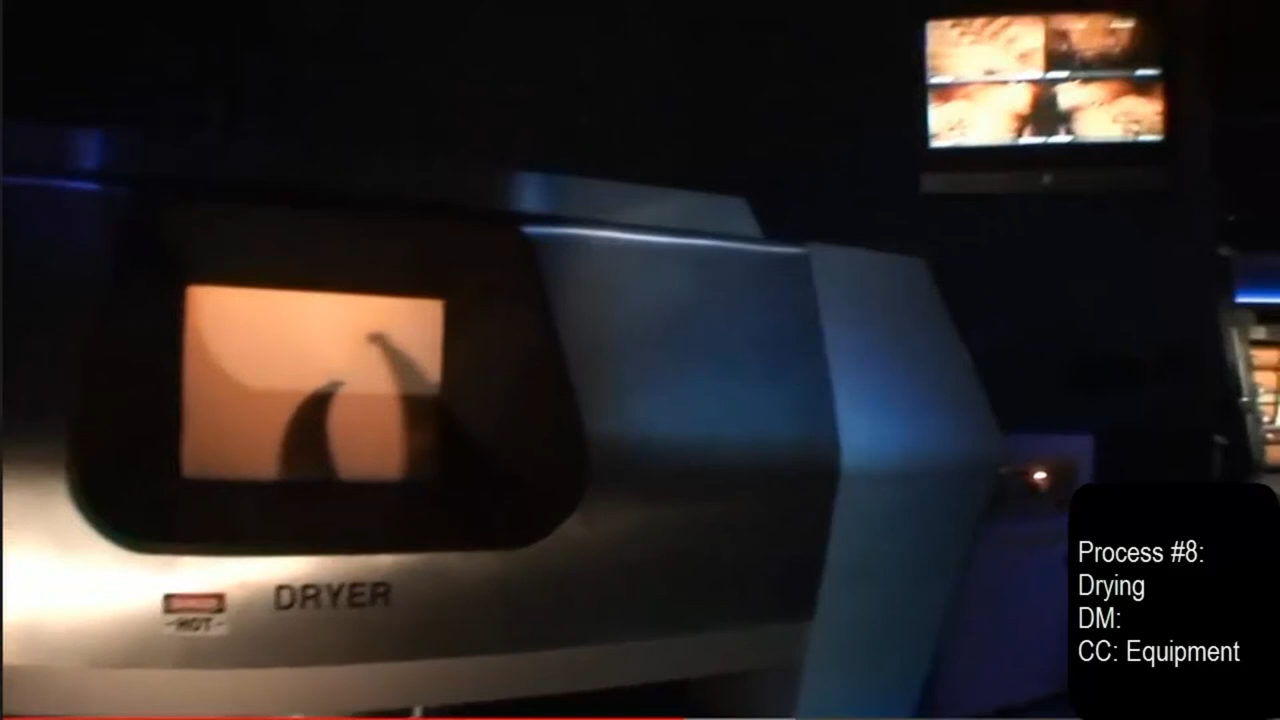 DRYER
-HOT-
Process #8:
Drying
DM:
CC: Equipment